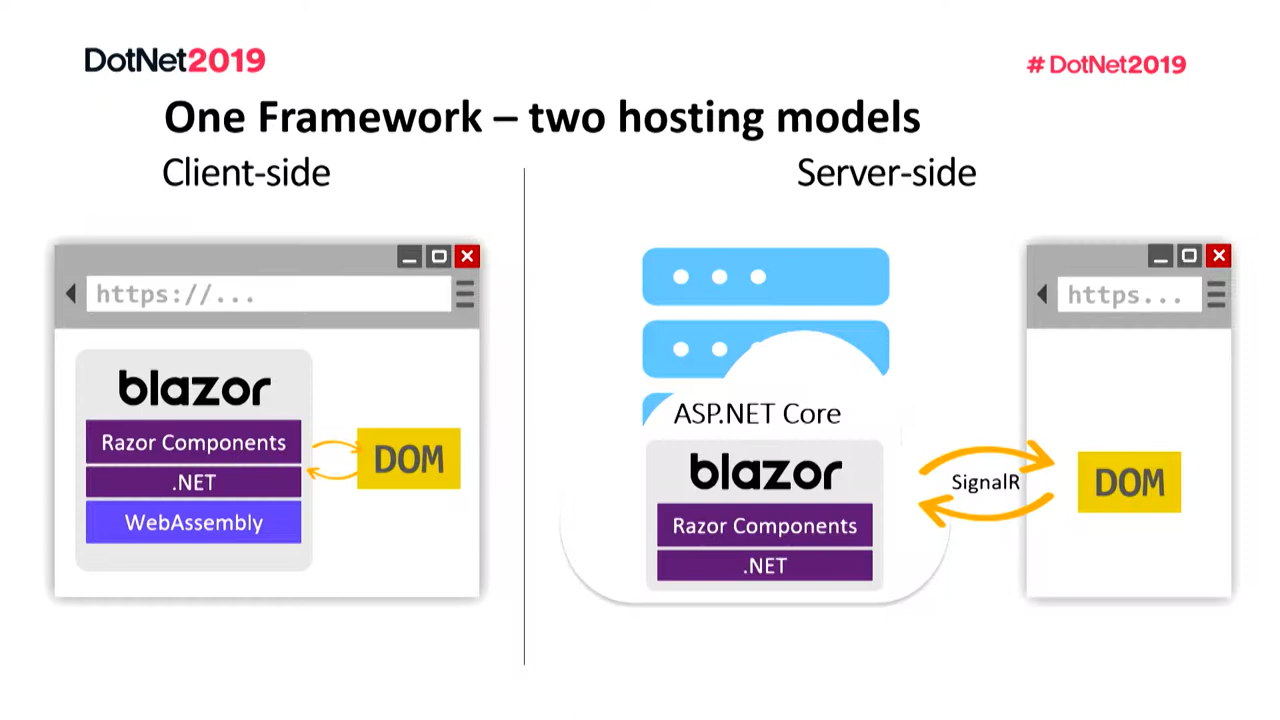 DotNet2019
# DotNet2019
One Framework – two hosting models
Client-side
Server-side
https://...
blazor
Razor Components
.NET
WebAssembly
DOM
ASP.NET Core
blazor
Razor Components
.NET
SignalR
https...
DOM